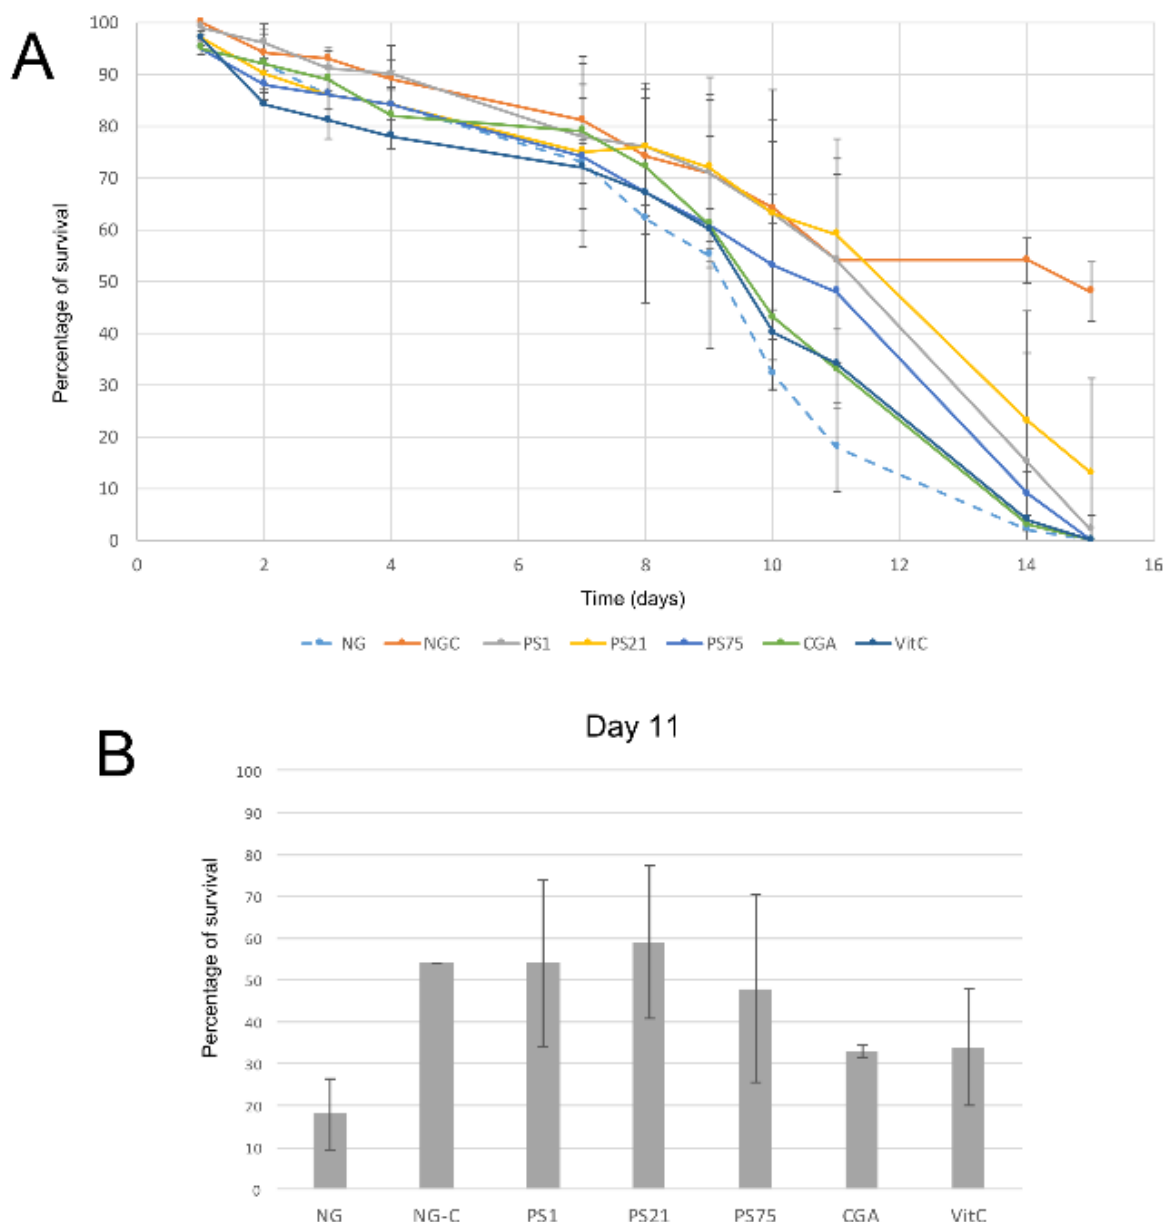 A
Percentage of survival
100
90
80
70
60
50
40
30
20
10
0
0 2 4 6 8 10 12 14 16
Time (days)
NG NGC PS1 PS21 PS75 CGA VitC
B
Day 11
Percentage of survival
100
90
80
70
60
50
40
30
20
10
0
NG NG-C PS1 PS21 PS75 CGA VitC